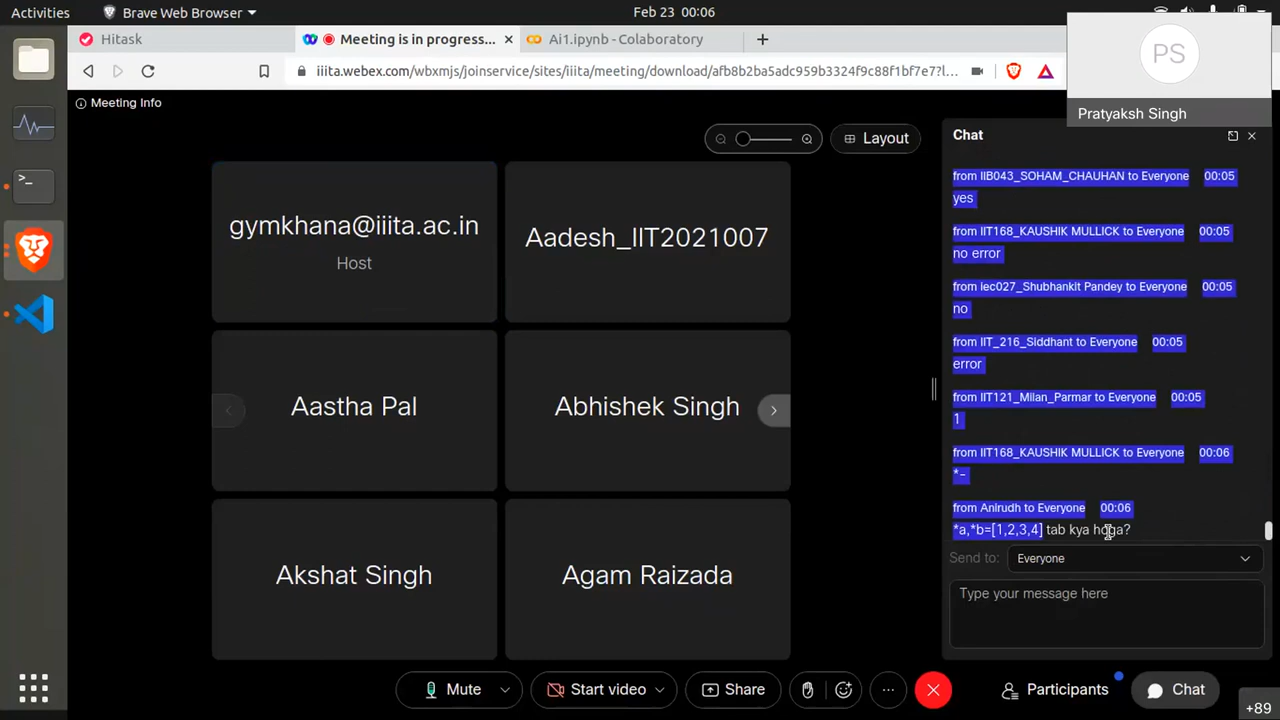 Activities
Brave Web Browser
Feb 23 00:06
PS
Pratyaksh Singh
Hitask
Meeting is in progress...
Ai1.ipynb - Colaboratory
iiita.webex.com/wbxmjs/joinservice/sites/iiita/meeting/download/afb8b2ba5adc959b3324f9c88f1bf7e7?l...
Meeting Info
Layout
gymkhana@iiita.ac.in
Host
Aadesh_IIT2021007
Aastha Pal
Abhishek Singh
Akshat Singh
Agam Raizada
Chat
from IIB043_SOHAM_CHAUHAN to Everyone 00:05
yes
from IIT168_KAUSHIK MULLICK to Everyone 00:05
no error
from iec027_Shubhankit Pandey to Everyone 00:05
no
from IIT_216_Siddhant to Everyone 00:05
error
from IIT121_Milan_Parmar to Everyone 00:05
1
from IIT168_KAUSHIK MULLICK to Everyone 00:06
*-
from Anirudh to Everyone 00:06
*a,*b=[1,2,3,4] tab kya hoga?
Send to: Everyone
Type your message here
Mute
Start video
Share
Participants
Chat
+89